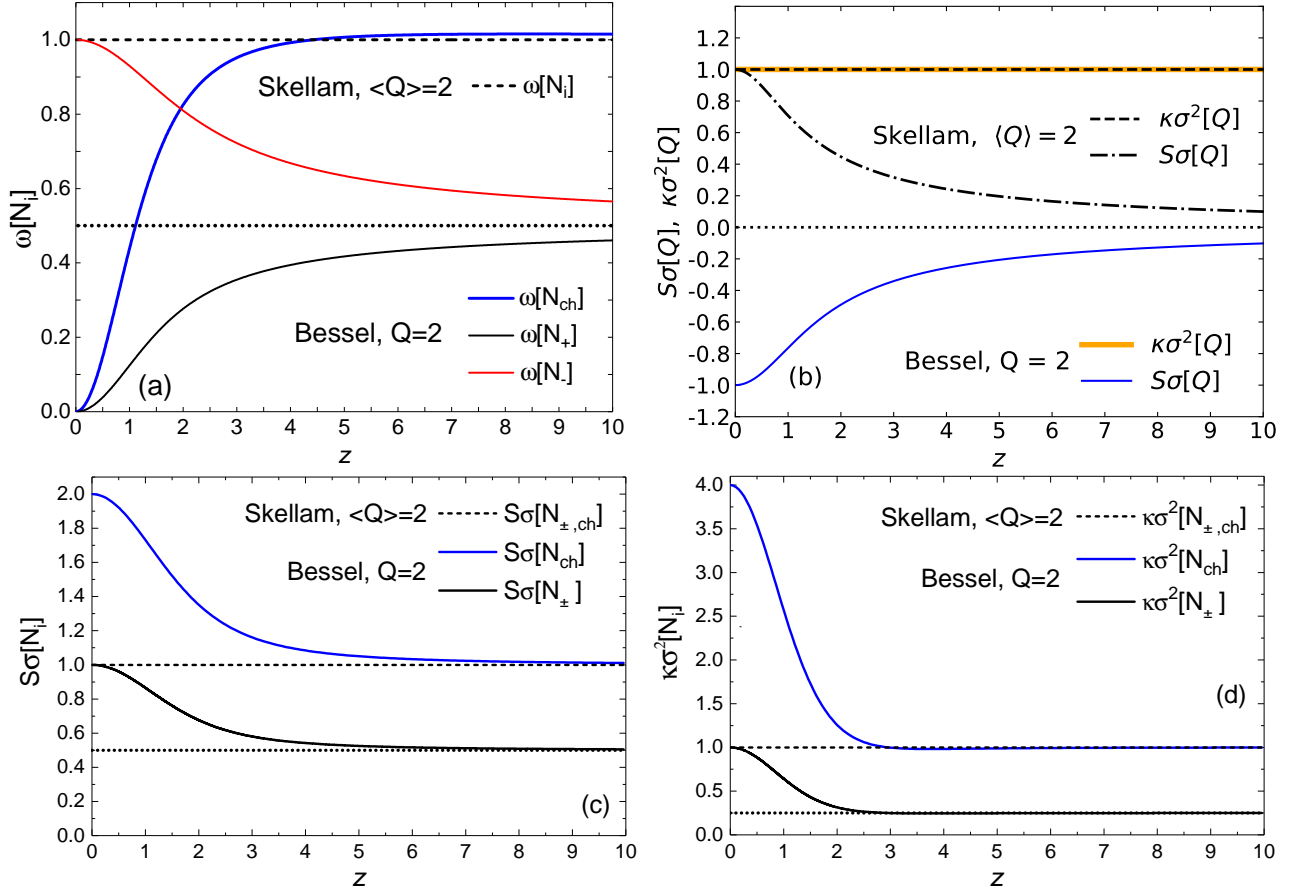 1.0
0.8
0.6
0.4
0.2
0.0
ω[N_i]
Skellam, <Q>=2
ω[N_i]
ω[N_ch]
Bessel, Q=2
ω[N_+]
(a)
ω[N_-]
0 1 2 3 4 5 6 7 8 9 10
z
1.2
1.0
0.8
0.6
0.4
0.2
0.0
-0.2
-0.4
-0.6
-0.8
-1.0
-1.2
Sσ[Q], κσ²[Q]
κσ²[Q]
Skellam, ⟨Q⟩ = 2
Sσ[Q]
κσ²[Q]
(b) Bessel, Q = 2
Sσ[Q]
0 1 2 3 4 5 6 7 8 9 10
z
2.0
1.8
1.6
1.4
1.2
1.0
0.8
0.6
0.4
0.2
0.0
Sσ[N_i]
Skellam, <Q>=2
Sσ[N_±,ch]
Sσ[N_ch]
Bessel, Q=2
Sσ[N_±]
(c)
0 1 2 3 4 5 6 7 8 9 10
z
4.0
3.5
3.0
2.5
2.0
1.5
1.0
0.5
0.0
κσ²[N_i]
Skellam, <Q>=2
κσ²[N_±,ch]
κσ²[N_ch]
Bessel, Q=2
κσ²[N_±]
(d)
0 1 2 3 4 5 6 7 8 9 10
z